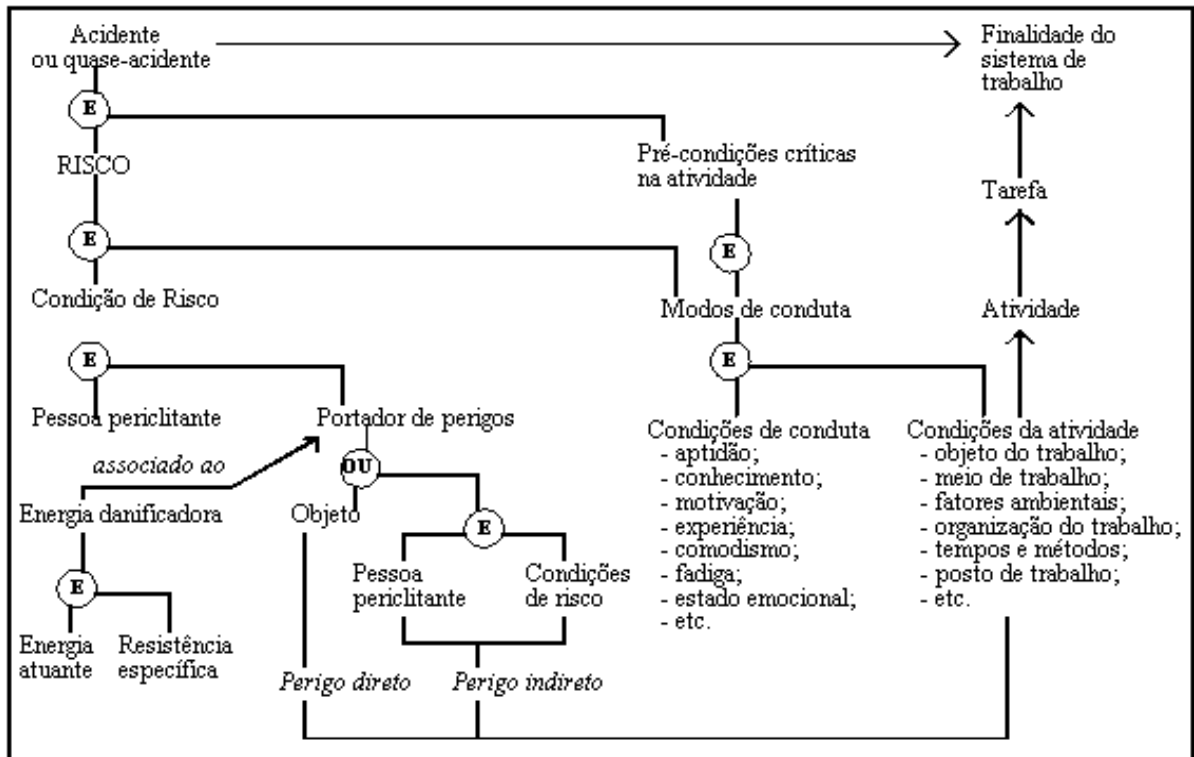 Acidente
ou quase-acidente
Finalidade do
sistema de
trabalho
E
RISCO
Pré-condições críticas
na atividade
Tarefa
E
E
Condição de Risco
Modos de conduta
Atividade
E
E
Pessoa periclitante
Portador de perigos
Condições de conduta
- aptidão;
- conhecimento;
- motivação;
- experiência;
- comodismo;
- fadiga;
- estado emocional;
- etc.
Condições da atividade
- objeto do trabalho;
- meio de trabalho;
- fatores ambientais;
- organização do trabalho;
- tempos e métodos;
- posto de trabalho;
- etc.
associado ao
OU
Energia danificadora
Objeto
E
Pessoa
periclitante
Condições
de risco
E
Energia
atuante
Resistência
específica
Perigo direto
Perigo indireto